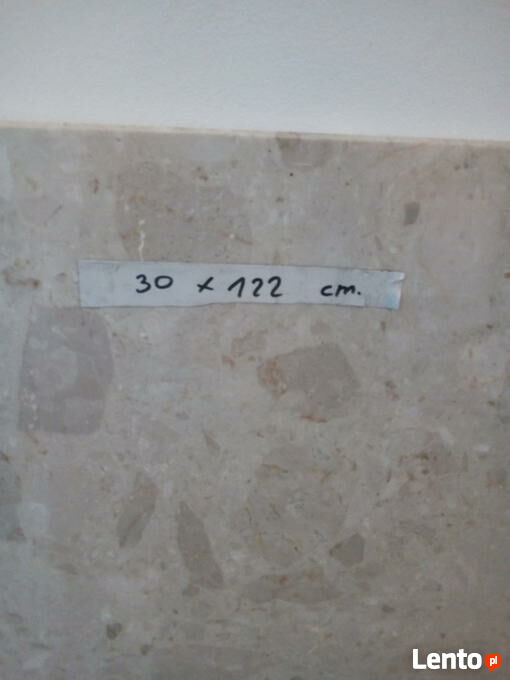 30 x 122 cm.
Lento pl